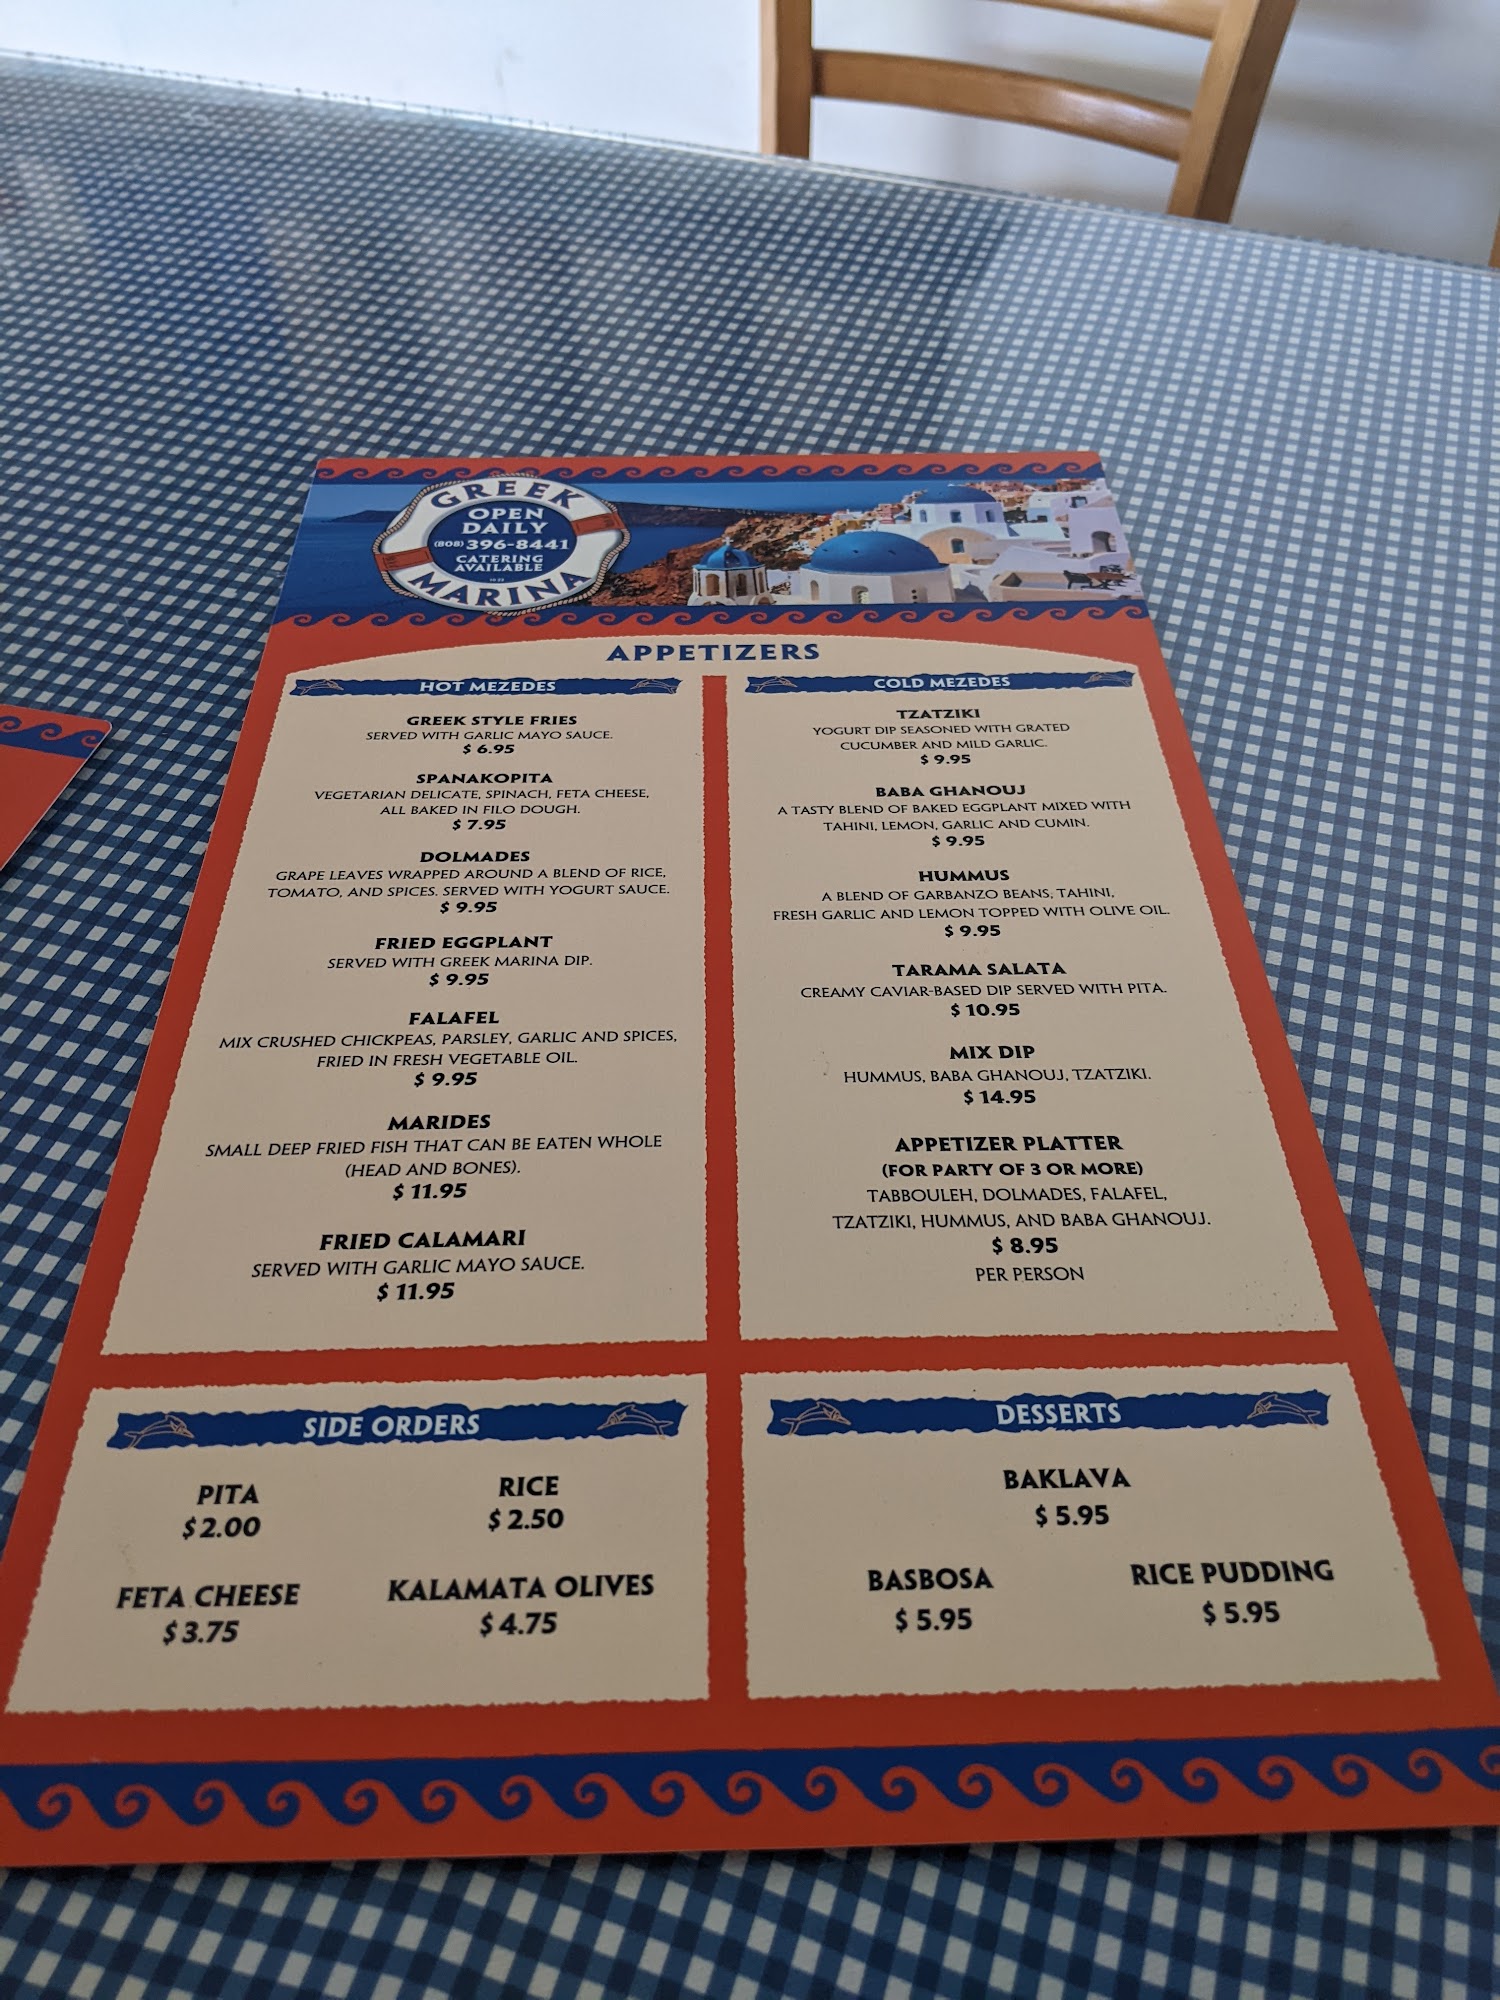 GREEK
OPEN
DAILY
(808) 396-8441
CATERING
AVAILABLE
MARINA
APPETIZERS
HOT MEZEDES
GREEK STYLE FRIES
SERVED WITH GARLIC MAYO SAUCE.
$ 6.95
SPANAKOPITA
VEGETARIAN DELICATE, SPINACH, FETA CHEESE,
ALL BAKED IN FILO DOUGH.
$ 7.95
DOLMADES
GRAPE LEAVES WRAPPED AROUND A BLEND OF RICE,
TOMATO, AND SPICES. SERVED WITH YOGURT SAUCE.
$ 9.95
FRIED EGGPLANT
SERVED WITH GREEK MARINA DIP.
$ 9.95
FALAFEL
MIX CRUSHED CHICKPEAS, PARSLEY, GARLIC AND SPICES,
FRIED IN FRESH VEGETABLE OIL.
$ 9.95
MARIDES
SMALL DEEP FRIED FISH THAT CAN BE EATEN WHOLE
(HEAD AND BONES).
$ 11.95
FRIED CALAMARI
SERVED WITH GARLIC MAYO SAUCE.
$ 11.95
COLD MEZEDES
TZATZIKI
YOGURT DIP SEASONED WITH GRATED
CUCUMBER AND MILD GARLIC.
$ 9.95
BABA GHANOUJ
A TASTY BLEND OF BAKED EGGPLANT MIXED WITH
TAHINI, LEMON, GARLIC AND CUMIN.
$ 9.95
HUMMUS
A BLEND OF GARBANZO BEANS, TAHINI,
FRESH GARLIC AND LEMON TOPPED WITH OLIVE OIL.
$ 9.95
TARAMA SALATA
CREAMY CAVIAR-BASED DIP SERVED WITH PITA.
$ 10.95
MIX DIP
HUMMUS, BABA GHANOUJ, TZATZIKI.
$ 14.95
APPETIZER PLATTER
(FOR PARTY OF 3 OR MORE)
TABBOULEH, DOLMADES, FALAFEL,
TZATZIKI, HUMMUS, AND BABA GHANOUJ.
$ 8.95
PER PERSON
SIDE ORDERS
PITA
$2.00
RICE
$ 2.50
FETA CHEESE
$3.75
KALAMATA OLIVES
$ 4.75
DESSERTS
BAKLAVA
$ 5.95
BASBOSA
$ 5.95
RICE PUDDING
$ 5.95